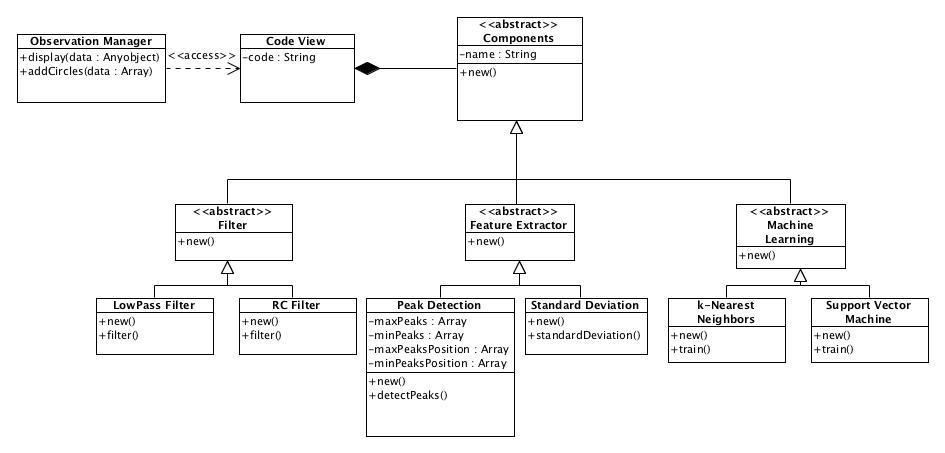 Observation Manager
+display(data : Anyobject)
+addCircles(data : Array)
<<access>>
Code View
-code : String
<<abstract>>
Components
-name : String
+new()
<<abstract>>
Filter
+new()
<<abstract>>
Feature Extractor
+new()
<<abstract>>
Machine
Learning
+new()
LowPass Filter
+new()
+filter()
RC Filter
+new()
+filter()
Peak Detection
-maxPeaks : Array
-minPeaks : Array
-maxPeaksPosition : Array
-minPeaksPosition : Array
+new()
+detectPeaks()
Standard Deviation
+new()
+standardDeviation()
k-Nearest
Neighbors
+new()
+train()
Support Vector
Machine
+new()
+train()